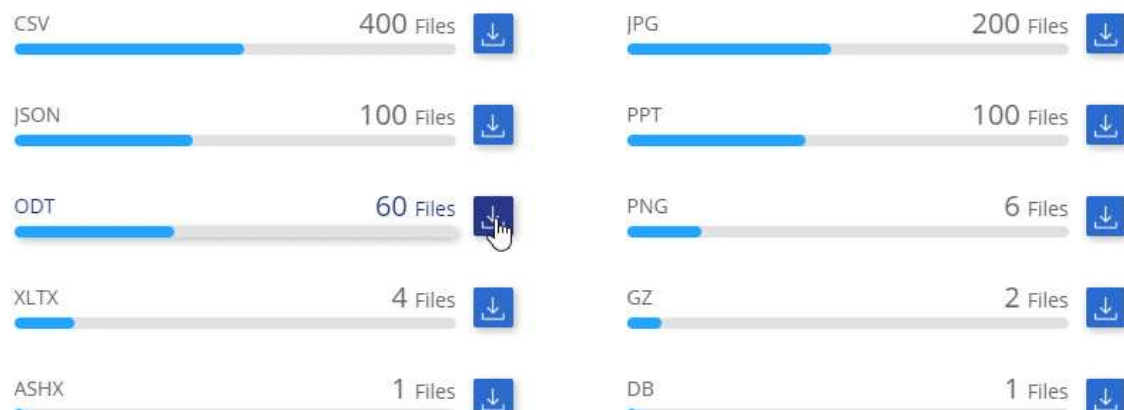 CSV 400 Files JPG 200 Files
JSON 100 Files PPT 100 Files
ODT 60 Files PNG 6 Files
XLTX 4 Files GZ 2 Files
ASHX 1 Files DB 1 Files